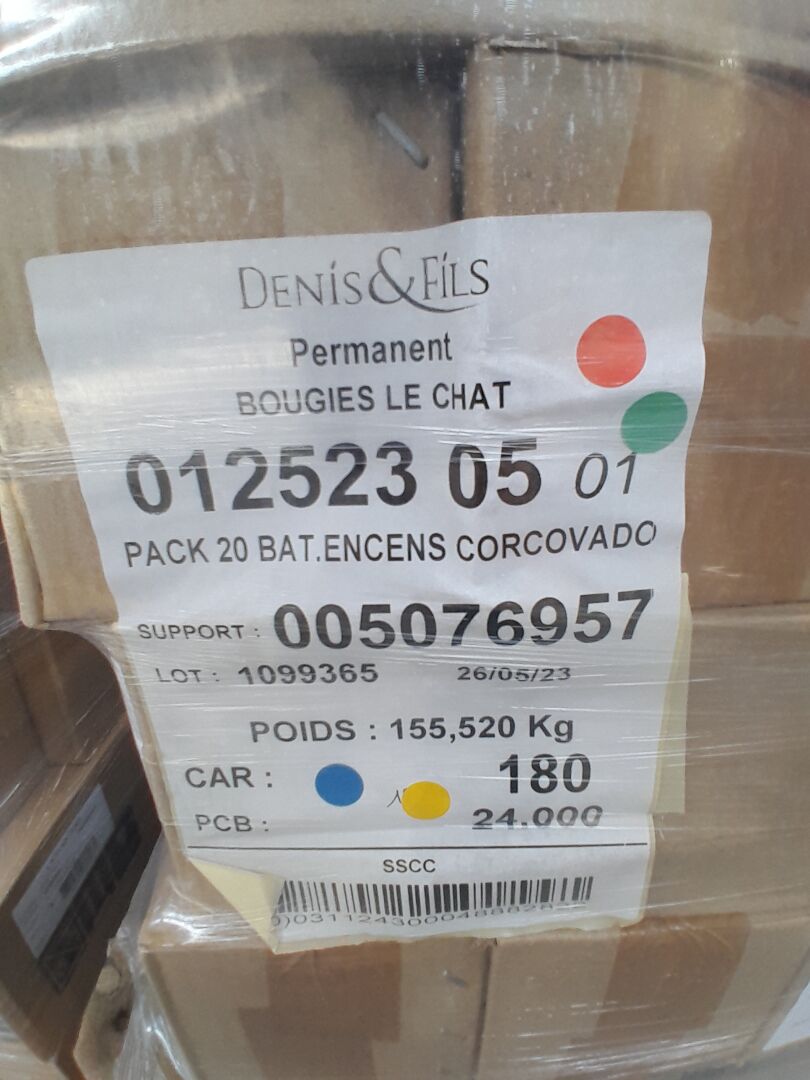 DENIS & FILS
Permanent
BOUGIES LE CHAT
012523 05 01
PACK 20 BAT.ENCENS CORCOVADO
SUPPORT : 005076957
LOT : 1099365 26/05/23
POIDS : 155,520 Kg
CAR : 180
PCB : 24.000
SSCC